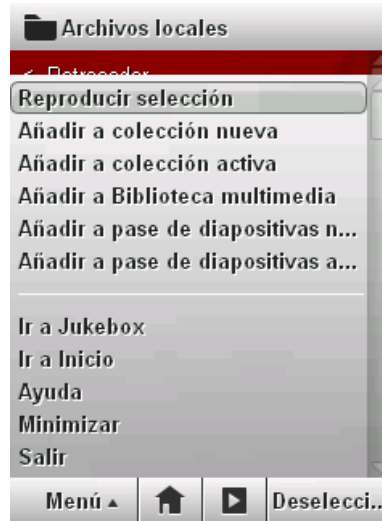 Archivos locales
< Retroceder
Reproducir selección
Añadir a colección nueva
Añadir a colección activa
Añadir a Biblioteca multimedia
Añadir a pase de diapositivas n...
Añadir a pase de diapositivas a...
Ir a Jukebox
Ir a Inicio
Ayuda
Minimizar
Salir
Menú
Deselecci..